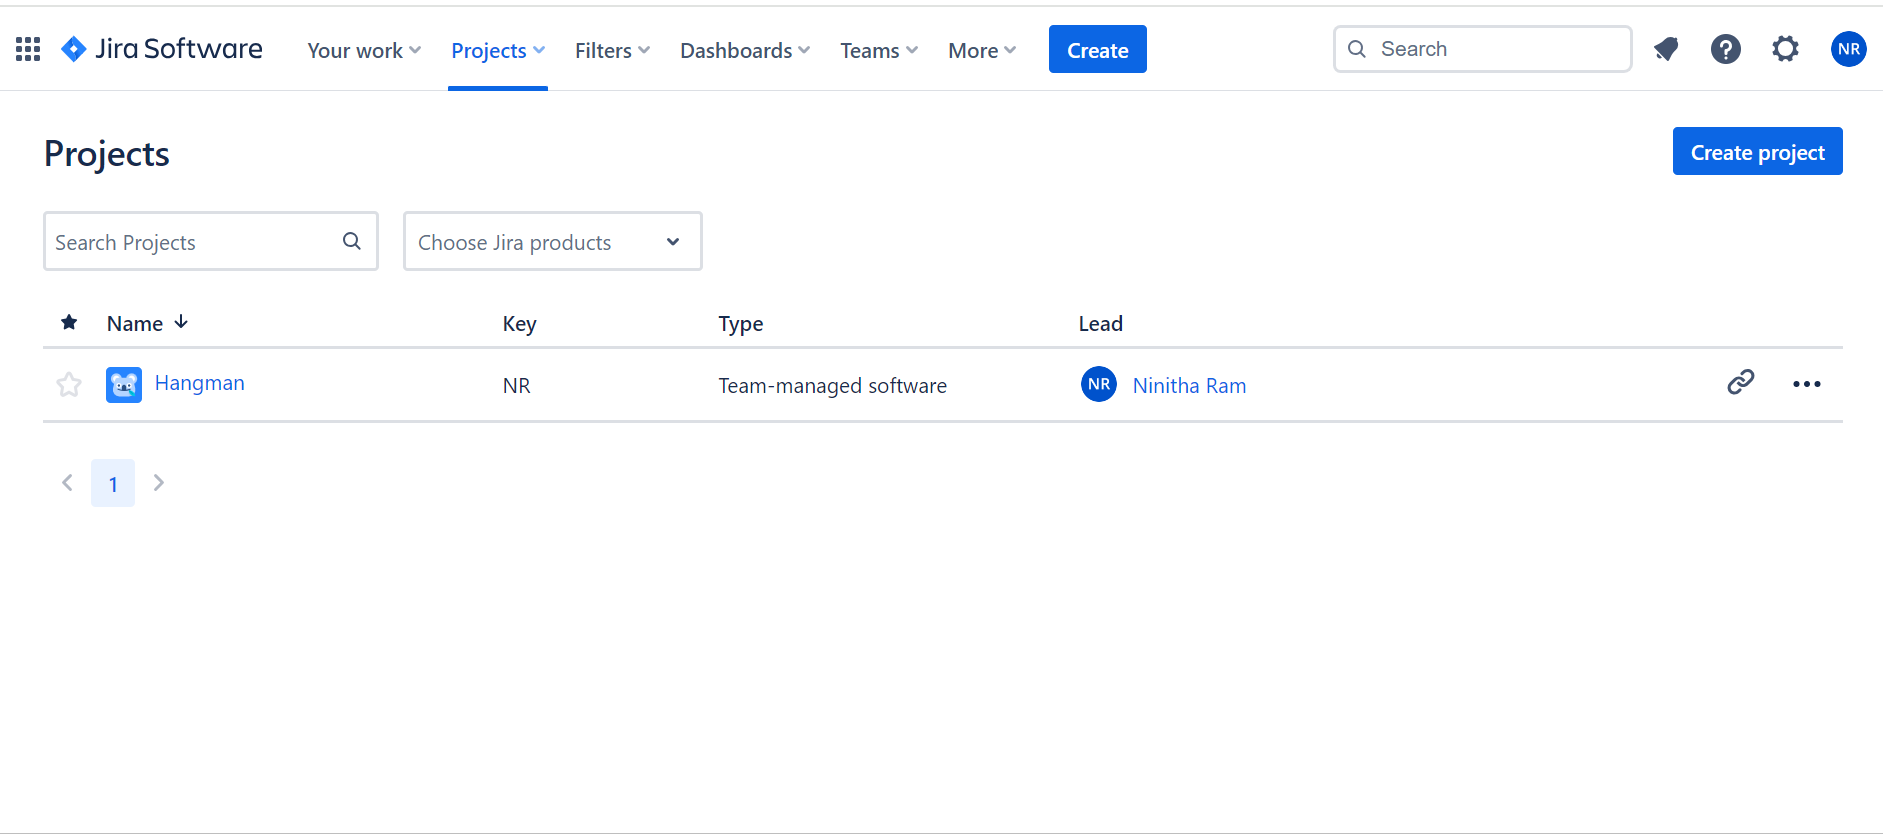 Jira Software Your work Projects Filters Dashboards Teams More Create Search NR
Projects Create project
Search Projects Choose Jira products
Name Key Type Lead
Hangman NR Team-managed software NR Ninitha Ram
1